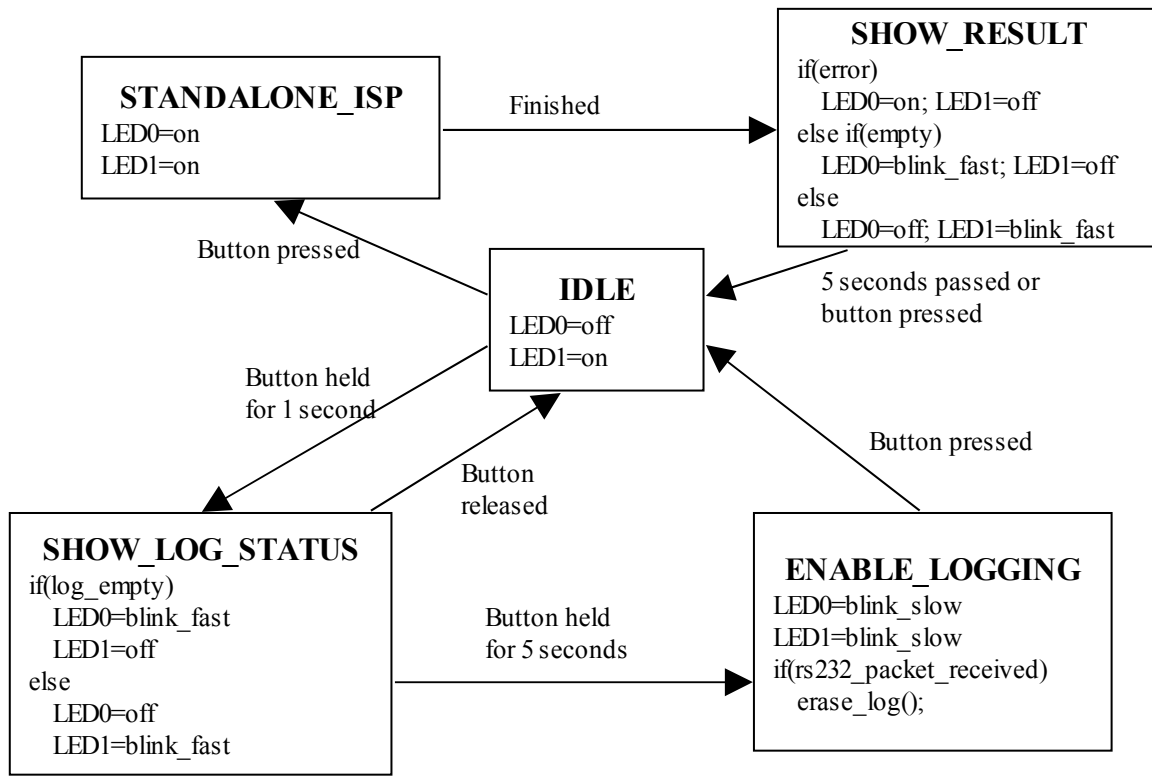 STANDALONE_ISP
LED0=on
LED1=on
Finished
SHOW_RESULT
if(error)
LED0=on; LED1=off
else if(empty)
LED0=blink_fast; LED1=off
else
LED0=off; LED1=blink_fast
Button pressed
5 seconds passed or
button pressed
IDLE
LED0=off
LED1=on
Button held
for 1 second
Button
released
Button pressed
SHOW_LOG_STATUS
if(log_empty)
LED0=blink_fast
LED1=off
else
LED0=off
LED1=blink_fast
Button held
for 5 seconds
ENABLE_LOGGING
LED0=blink_slow
LED1=blink_slow
if(rs232_packet_received)
erase_log();